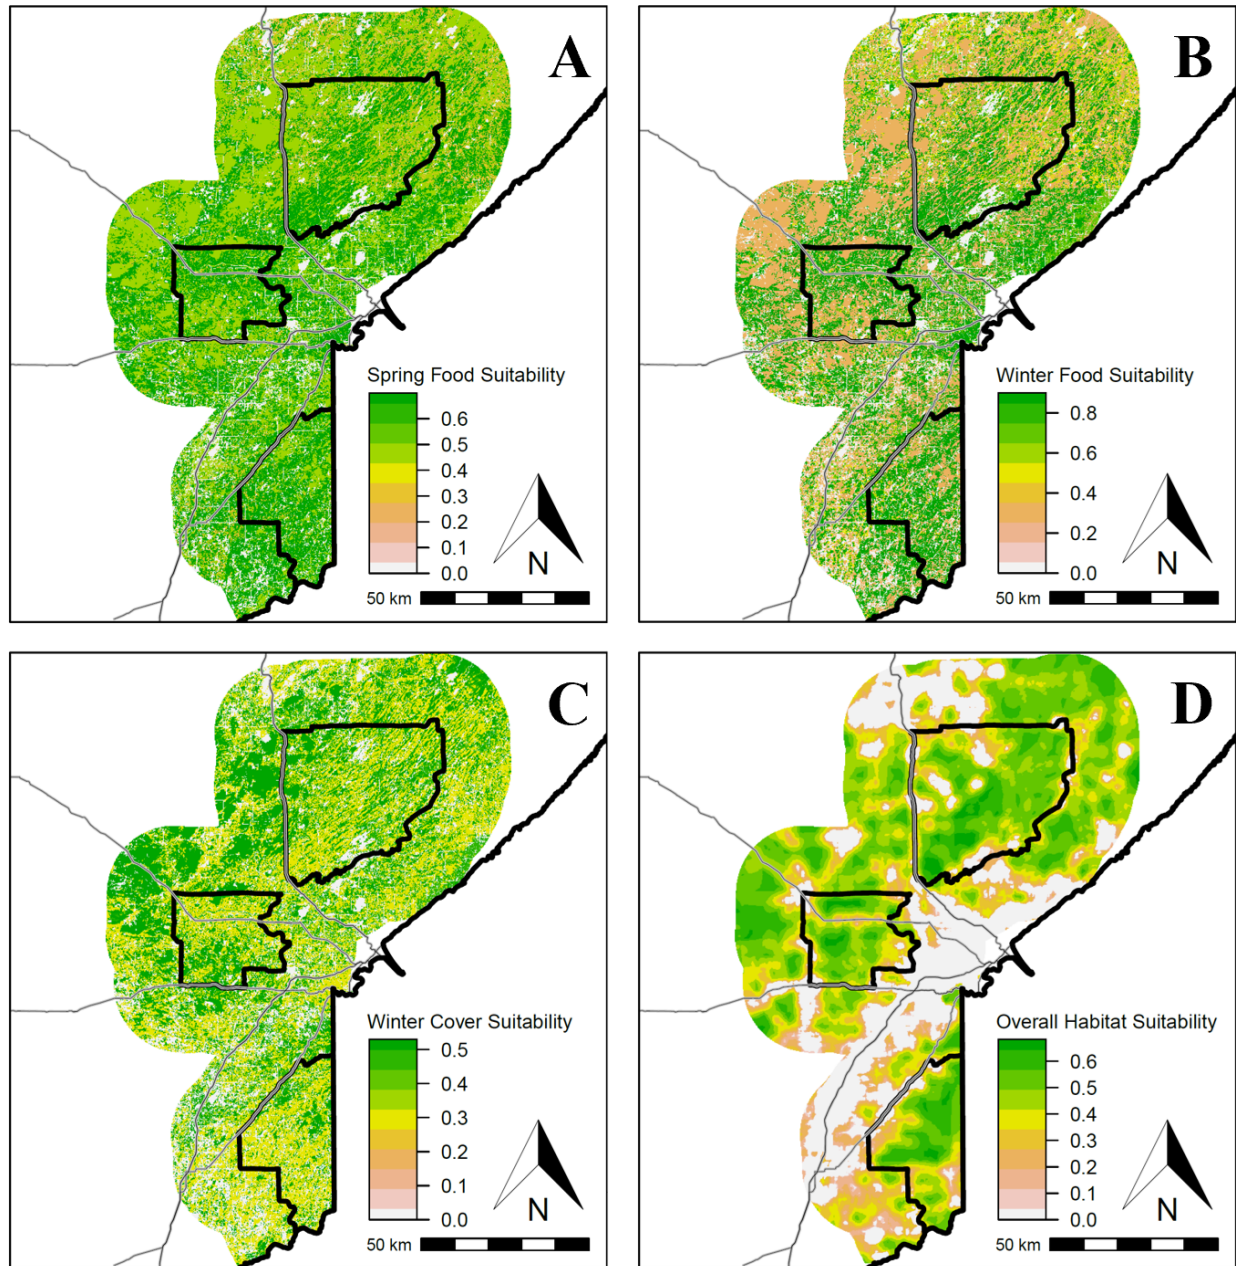 A
Spring Food Suitability
0.6
0.5
0.4
0.3
0.2
0.1
0.0
N
50 km
B
Winter Food Suitability
0.8
0.6
0.4
0.2
0.0
N
50 km
C
Winter Cover Suitability
0.5
0.4
0.3
0.2
0.1
0.0
N
50 km
D
Overall Habitat Suitability
0.6
0.5
0.4
0.3
0.2
0.1
0.0
N
50 km